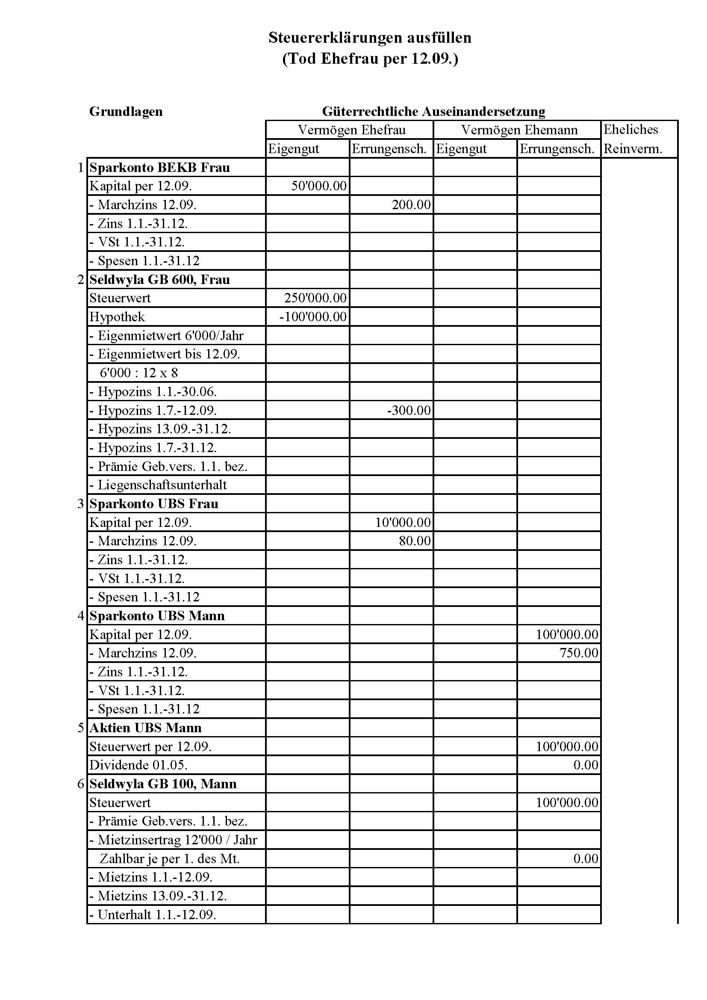 Steuererklärungen ausfüllen
(Tod Ehefrau per 12.09.)
Grundlagen Güterrechtliche Auseinandersetzung
Vermögen Ehefrau Vermögen Ehemann Eheliches
Eigengut Errungensch. Eigengut Errungensch. Reinverm.
1 Sparkonto BEKB Frau
Kapital per 12.09. 50'000.00
- Marchzins 12.09. 200.00
- Zins 1.1.-31.12.
- VSt 1.1.-31.12.
- Spesen 1.1.-31.12
2 Seldwyla GB 600, Frau
Steuerwert 250'000.00
Hypothek -100'000.00
- Eigenmietwert 6'000/Jahr
- Eigenmietwert bis 12.09.
6'000 : 12 x 8
- Hypozins 1.1.-30.06.
- Hypozins 1.7.-12.09. -300.00
- Hypozins 13.09.-31.12.
- Hypozins 1.7.-31.12.
- Prämie Geb.vers. 1.1. bez.
- Liegenschaftsunterhalt
3 Sparkonto UBS Frau
Kapital per 12.09. 10'000.00
- Marchzins 12.09. 80.00
- Zins 1.1.-31.12.
- VSt 1.1.-31.12.
- Spesen 1.1.-31.12
4 Sparkonto UBS Mann
Kapital per 12.09. 100'000.00
- Marchzins 12.09. 750.00
- Zins 1.1.-31.12.
- VSt 1.1.-31.12.
- Spesen 1.1.-31.12
5 Aktien UBS Mann
Steuerwert per 12.09. 100'000.00
Dividende 01.05. 0.00
6 Seldwyla GB 100, Mann
Steuerwert 100'000.00
- Prämie Geb.vers. 1.1. bez.
- Mietzinsertrag 12'000 / Jahr
Zahlbar je per 1. des Mt. 0.00
- Mietzins 1.1.-12.09.
- Mietzins 13.09.-31.12.
- Unterhalt 1.1.-12.09.